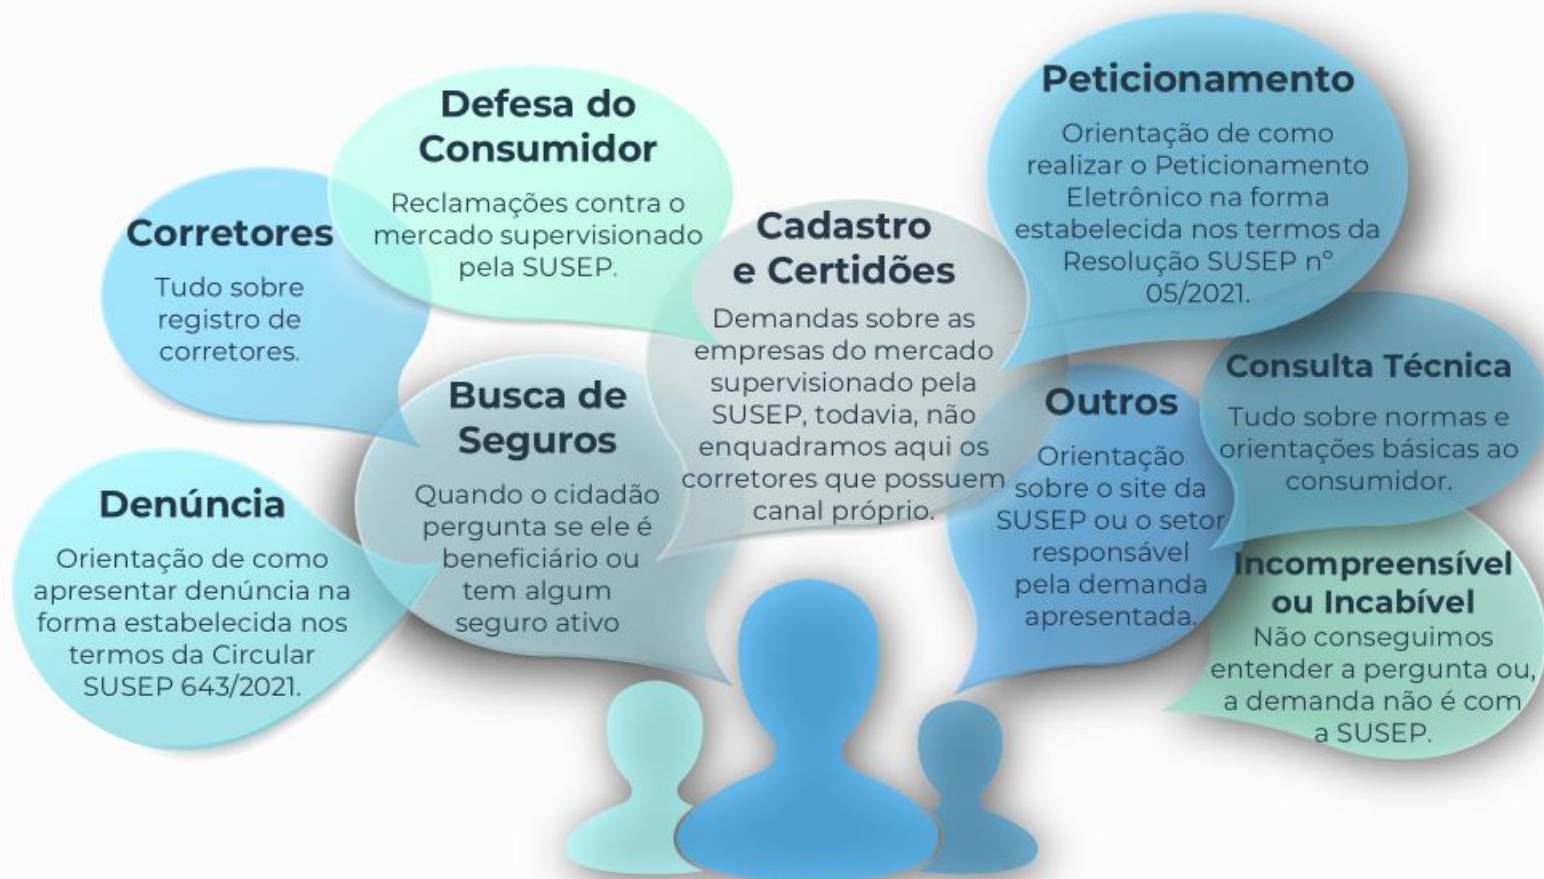 Corretores
Tudo sobre
registro de
corretores.
Defesa do
Consumidor
Reclamações contra o
mercado supervisionado
pela SUSEP.
Cadastro
e Certidões
Demandas sobre as
empresas do mercado
supervisionado pela
SUSEP, todavia, não
enquadramos aqui os
corretores que possuem
canal próprio.
Peticionamento
Orientação de como
realizar o Peticionamento
Eletrônico na forma
estabelecida nos termos da
Resolução SUSEP nº
05/2021.
Denúncia
Orientação de como
apresentar denúncia na
forma estabelecida nos
termos da Circular
SUSEP 643/2021.
Busca de
Seguros
Quando o cidadão
pergunta se ele é
beneficiário ou
tem algum
seguro ativo
Outros
Orientação
sobre o site da
SUSEP ou o setor
responsável
pela demanda
apresentada.
Consulta Técnica
Tudo sobre normas e
orientações básicas ao
consumidor.
Incompreensível
ou Incabível
Não conseguimos
entender a pergunta ou,
a demanda não é com
a SUSEP.